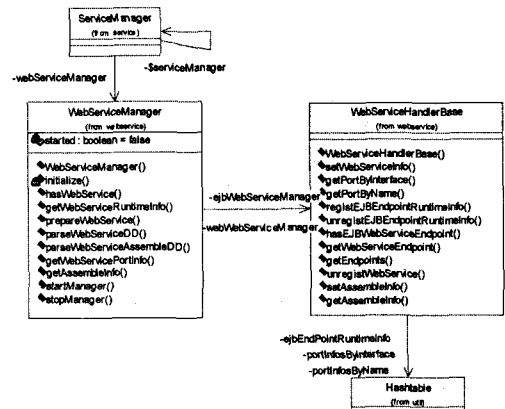 ServiceManager
(from service)
-$serviceManager
-webServiceManager
WebServiceManager
(from webservice)
started : boolean = false
WebServiceManager()
initialize()
hasWebService()
getWebServiceRuntimeInfo()
prepareWebService()
parseWebServiceDD()
parseWebServiceAssembleDD()
getWebServicePortInfo()
getAssembleInfo()
startManager()
stopManager()
-ejbWebServiceManager
-webWebServiceManager
WebServiceHandlerBase
(from webservice)
WebServiceHandlerBase()
setWebServiceInfo()
getPortByInterface()
getPortByName()
registEJBEndpointRuntimeInfo()
unregistEJBEndpointRuntimeInfo()
hasEJBWebServiceEndpoint()
getWebServiceEndpoint()
getEndpoints()
unregistWebService()
setAssembleInfo()
getAssembleInfo()
-ejbEndPointRuntimeInfo
-portInfosByInterface
-portInfosByName
Hashtable
(from util)